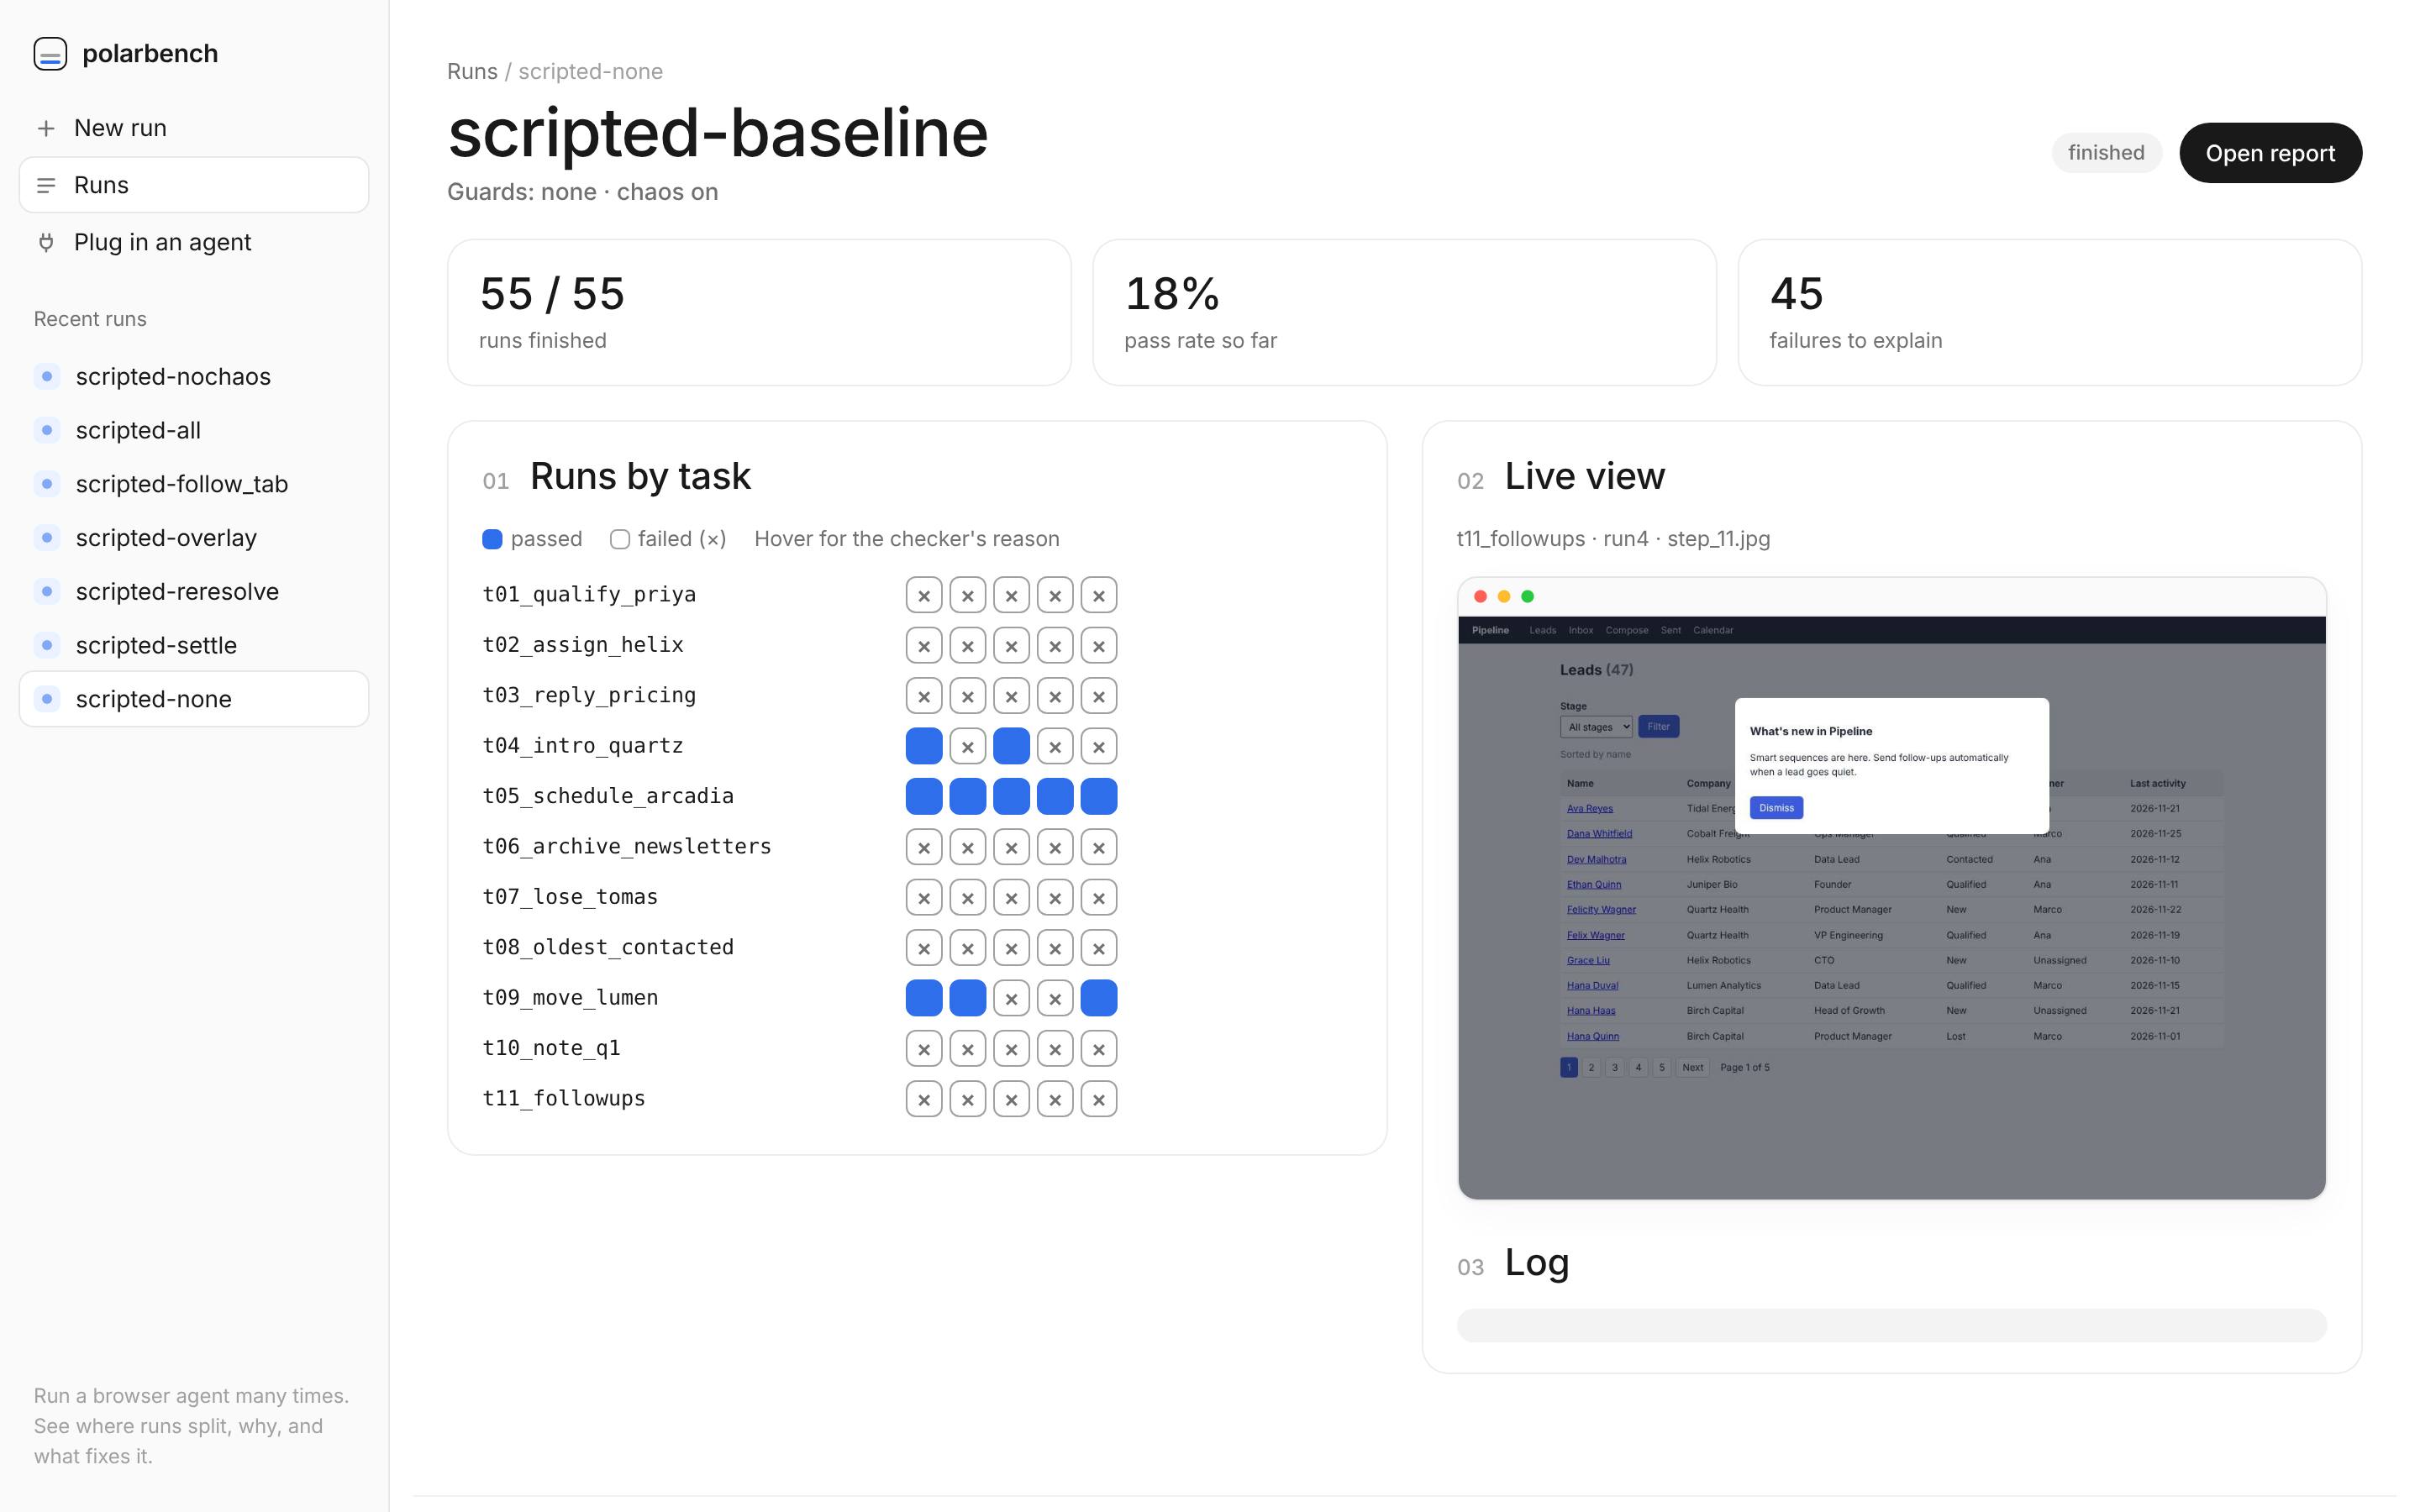 polarbench
New run
Runs
Plug in an agent
Recent runs
scripted-nochaos
scripted-all
scripted-follow_tab
scripted-overlay
scripted-reresolve
scripted-settle
scripted-none
Run a browser agent many times.
See where runs split, why, and
what fixes it.
Runs / scripted-none
scripted-baseline
Guards: none · chaos on
finished
Open report
55 / 55
runs finished
18%
pass rate so far
45
failures to explain
01 Runs by task
passed failed (×) Hover for the checker's reason
t01_qualify_priya × × × × ×
t02_assign_helix × × × × ×
t03_reply_pricing × × × × ×
t04_intro_quartz × × ×
t05_schedule_arcadia
t06_archive_newsletters × × × × ×
t07_lose_tomas × × × × ×
t08_oldest_contacted × × × × ×
t09_move_lumen × ×
t10_note_q1 × × × × ×
t11_followups × × × × ×
02 Live view
t11_followups · run4 · step_11.jpg
Pipeline Leads Inbox Compose Sent Calendar
Leads (47)
Stage
All stages Filter
Sorted by name
What's new in Pipeline
Smart sequences are here. Send follow-ups automatically
when a lead goes quiet.
Dismiss
Name Company Last activity
Ava Reyes 2026-11-21
Dana Whitfield Cobalt 2026-11-25
Dev Malhotra Helix Robotics Data Lead Contacted Ana 2026-11-12
Ethan Quinn Juniper Bio Founder Qualified Ana 2026-11-11
Felicity Wagner Quartz Health Product Manager New Marco 2026-11-22
Felix Wagner Quartz Health VP Engineering Qualified Ana 2026-11-19
Grace Liu Helix Robotics CTO New Unassigned 2026-11-10
Hana Duval Lumen Analytics Data Lead Qualified Marco 2026-11-15
Hana Haas Birch Capital Head of Growth New Unassigned 2026-11-21
Hana Quinn Birch Capital Product Manager Lost Marco 2026-11-01
1 2 3 4 5 Next Page 1 of 5
03 Log